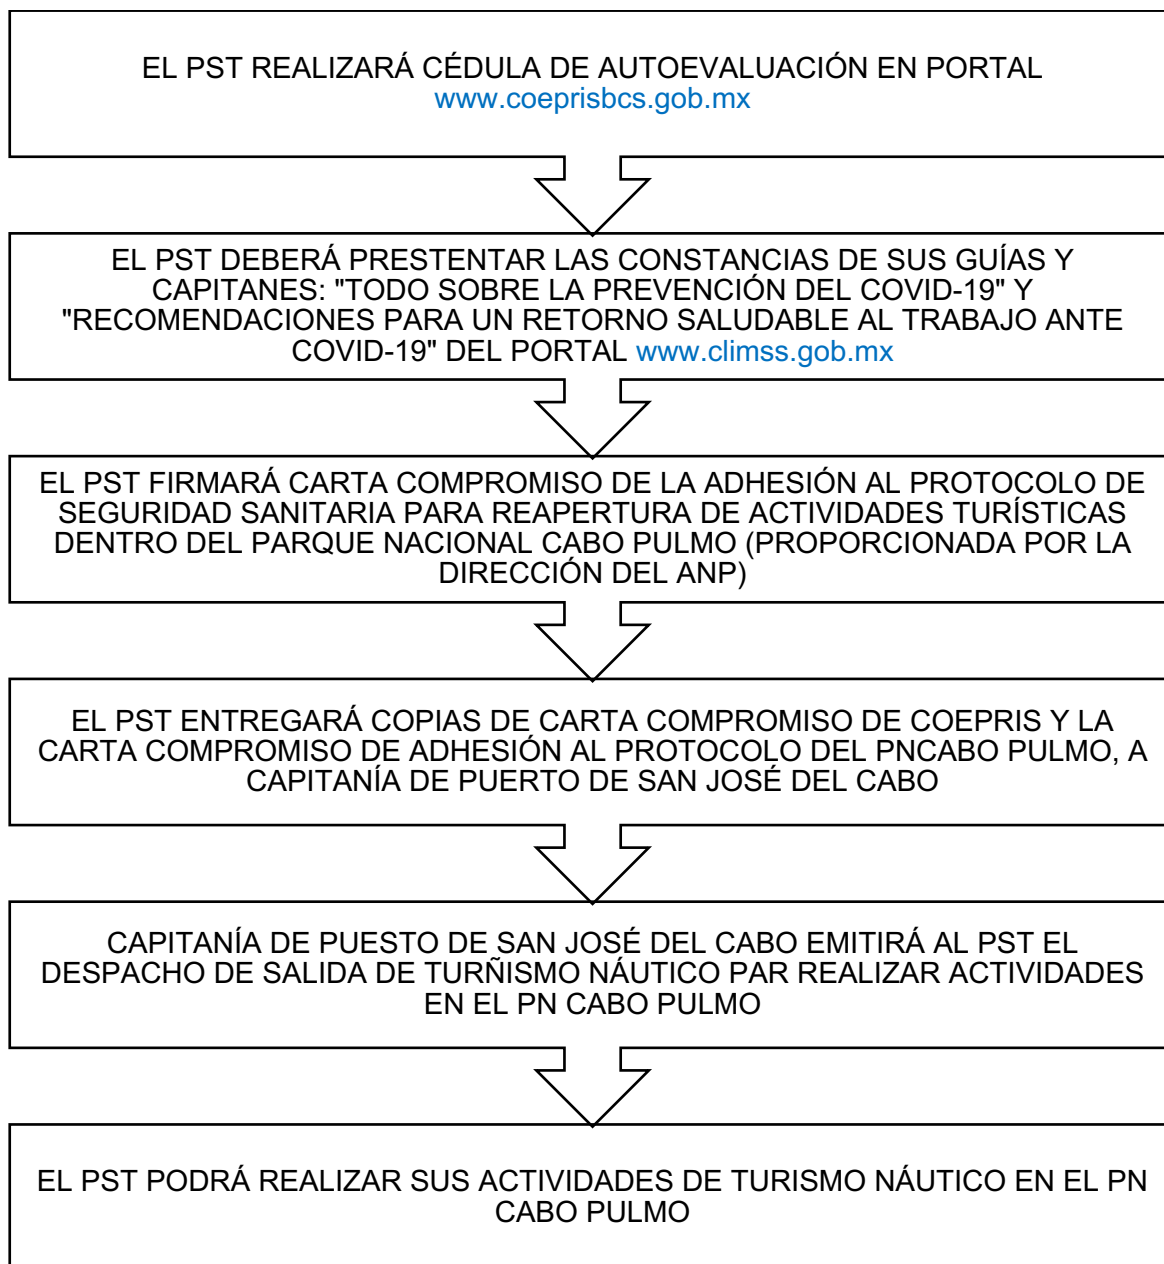 EL PST REALIZARÁ CÉDULA DE AUTOEVALUACIÓN EN PORTAL
www.coeprisbcs.gob.mx
EL PST DEBERÁ PRESTENTAR LAS CONSTANCIAS DE SUS GUÍAS Y
CAPITANES: "TODO SOBRE LA PREVENCIÓN DEL COVID-19" Y
"RECOMENDACIONES PARA UN RETORNO SALUDABLE AL TRABAJO ANTE
COVID-19" DEL PORTAL www.climss.gob.mx
EL PST FIRMARÁ CARTA COMPROMISO DE LA ADHESIÓN AL PROTOCOLO DE
SEGURIDAD SANITARIA PARA REAPERTURA DE ACTIVIDADES TURÍSTICAS
DENTRO DEL PARQUE NACIONAL CABO PULMO (PROPORCIONADA POR LA
DIRECCIÓN DEL ANP)
EL PST ENTREGARÁ COPIAS DE CARTA COMPROMISO DE COEPRIS Y LA
CARTA COMPROMISO DE ADHESIÓN AL PROTOCOLO DEL PNCABO PULMO, A
CAPITANÍA DE PUERTO DE SAN JOSÉ DEL CABO
CAPITANÍA DE PUESTO DE SAN JOSÉ DEL CABO EMITIRÁ AL PST EL
DESPACHO DE SALIDA DE TURÑISMO NÁUTICO PAR REALIZAR ACTIVIDADES
EN EL PN CABO PULMO
EL PST PODRÁ REALIZAR SUS ACTIVIDADES DE TURISMO NÁUTICO EN EL PN
CABO PULMO